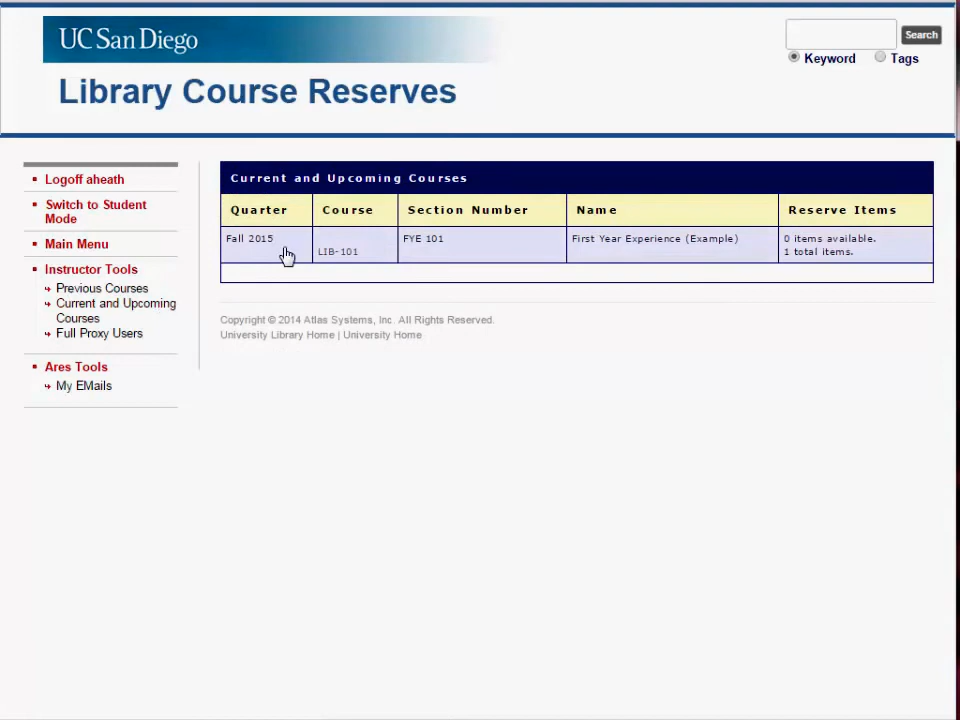 UC San Diego
Search
Keyword Tags
Library Course Reserves
Logoff aheath
Switch to Student
Mode
Main Menu
Instructor Tools
Previous Courses
Current and Upcoming
Courses
Full Proxy Users
Ares Tools
My EMails
Current and Upcoming Courses
Quarter Course Section Number Name Reserve Items
Fall 2015 LIB-101 FYE 101 First Year Experience (Example) 0 items available.
1 total items.
Copyright © 2014 Atlas Systems, Inc. All Rights Reserved.
University Library Home | University Home